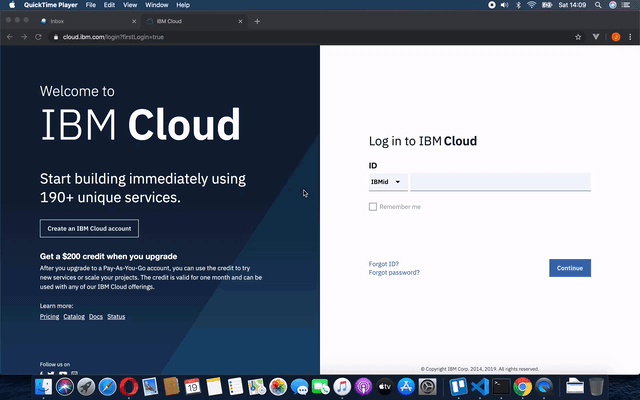 QuickTime Player File Edit View Window Help
Sat 14:09
Inbox
IBM Cloud
cloud.ibm.com/login?firstLogin=true
Welcome to
IBM Cloud
Start building immediately using
190+ unique services.
Create an IBM Cloud account
Get a $200 credit when you upgrade
After you upgrade to a Pay-As-You-Go account, you can use the credit to try
new services or scale your projects. The credit is valid for one month and can be
used with any of our IBM Cloud offerings.
Learn more:
Pricing Catalog Docs Status
Follow us on
Log in to IBM Cloud
ID
IBMid
Remember me
Forgot ID?
Forgot password?
Continue
© Copyright IBM Corp. 2014, 2019. All rights reserved.
19
tv